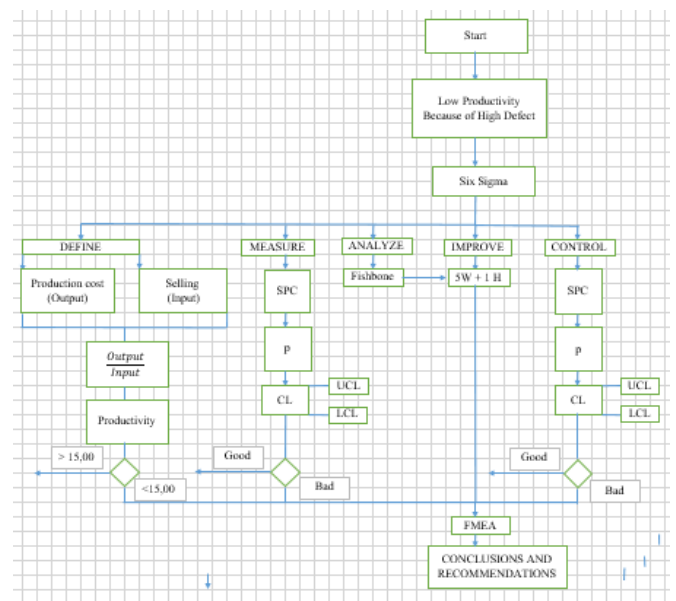 Start
Low Productivity
Because of High Defect
Six Sigma
DEFINE
MEASURE
ANALYZE
IMPROVE
CONTROL
Production cost
(Output)
Selling
(Input)
SPC
Fishbone
5W + 1 H
SPC
Output
Input
p
p
Productivity
CL
UCL
LCL
CL
UCL
LCL
> 15,00
<15,00
Good
Bad
Good
Bad
FMEA
CONCLUSIONS AND
RECOMMENDATIONS